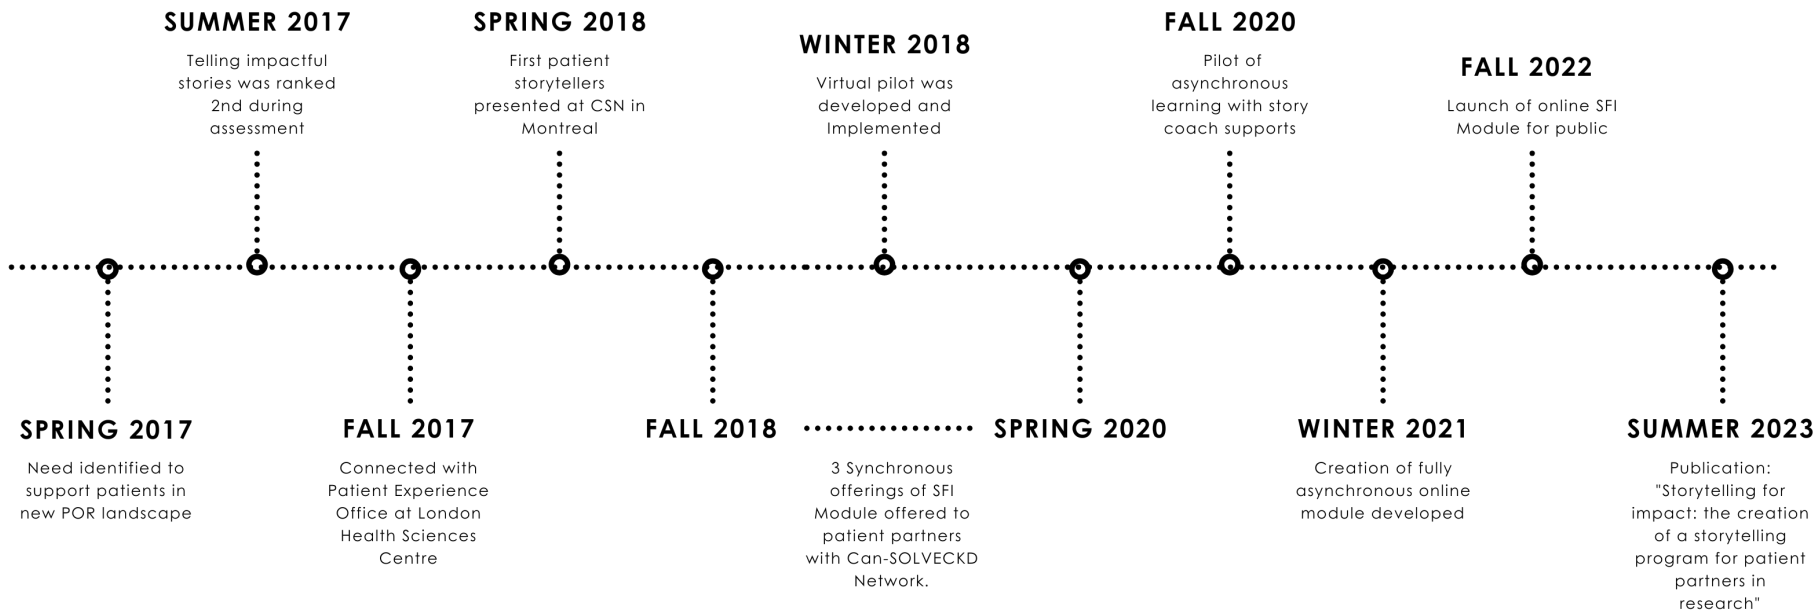 SUMMER 2017
Telling impactful
stories was ranked
2nd during
assessment
SPRING 2018
First patient
storytellers
presented at CSN in
Montreal
WINTER 2018
Virtual pilot was
developed and
Implemented
FALL 2020
Pilot of
asynchronous
learning with story
coach supports
FALL 2022
Launch of online SFI
Module for public
SPRING 2017
Need identified to
support patients in
new POR landscape
FALL 2017
Connected with
Patient Experience
Office at London
Health Sciences
Centre
FALL 2018
SPRING 2020
3 Synchronous
offerings of SFI
Module offered to
patient partners
with Can-SOLVECKD
Network.
WINTER 2021
Creation of fully
asynchronous online
module developed
SUMMER 2023
Publication:
"Storytelling for
impact: the creation
of a storytelling
program for patient
partners in
research"